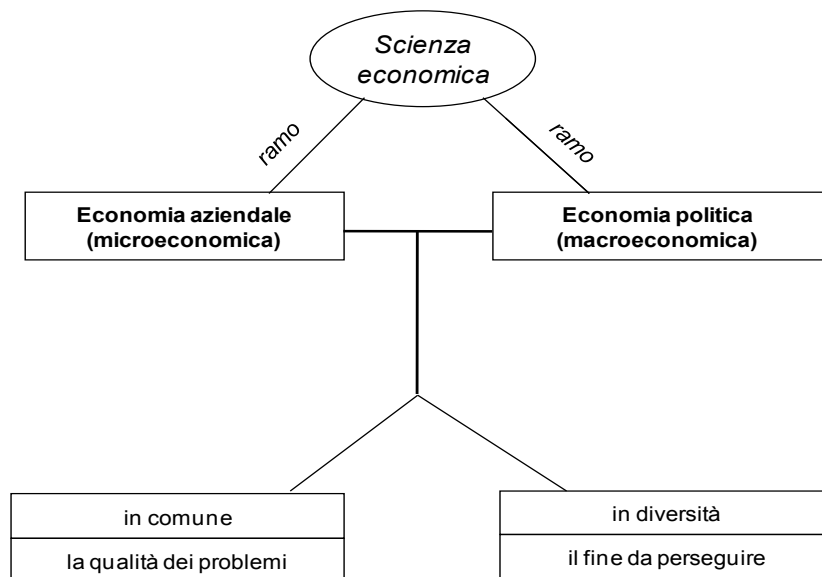 Scienza
economica
ramo
ramo
Economia aziendale
(microeconomica)
Economia politica
(macroeconomica)
in comune
la qualità dei problemi
in diversità
il fine da perseguire